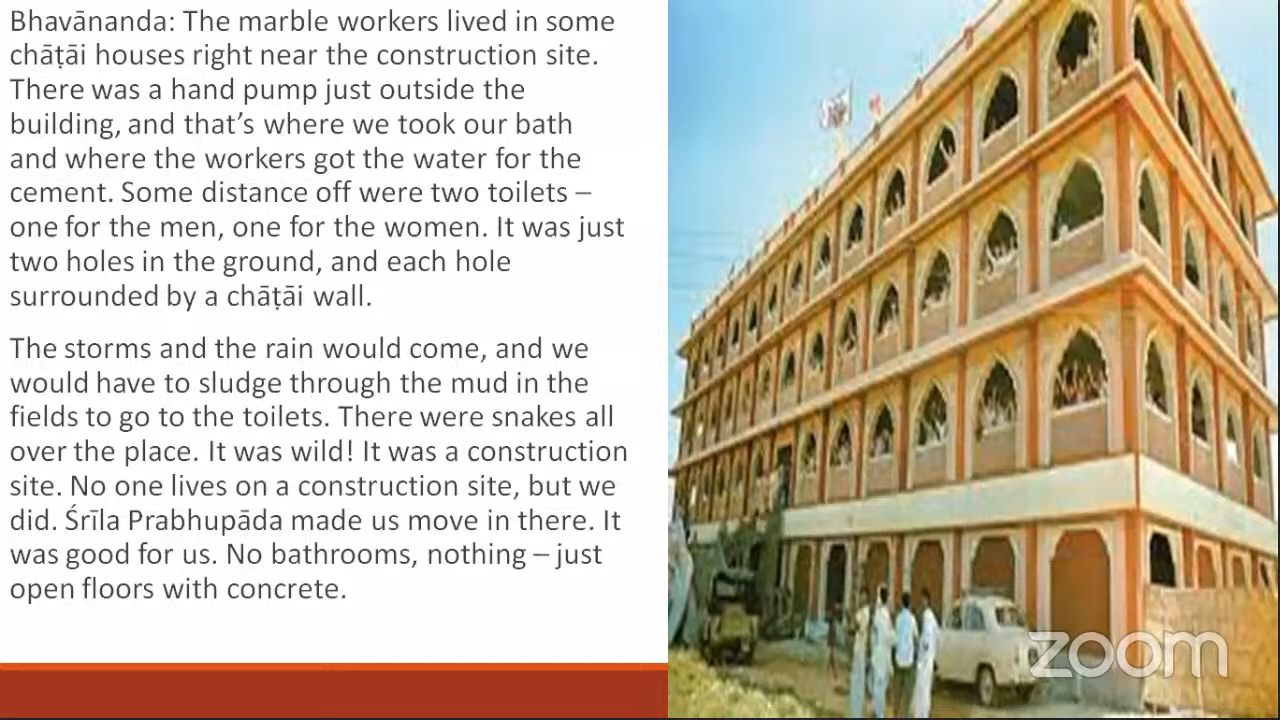 Bhavānanda: The marble workers lived in some
chāṭāi houses right near the construction site.
There was a hand pump just outside the
building, and that’s where we took our bath
and where the workers got the water for the
cement. Some distance off were two toilets –
one for the men, one for the women. It was just
two holes in the ground, and each hole
surrounded by a chāṭāi wall.
The storms and the rain would come, and we
would have to sludge through the mud in the
fields to go to the toilets. There were snakes all
over the place. It was wild! It was a construction
site. No one lives on a construction site, but we
did. Śrīla Prabhupāda made us move in there. It
was good for us. No bathrooms, nothing – just
open floors with concrete.
zoom